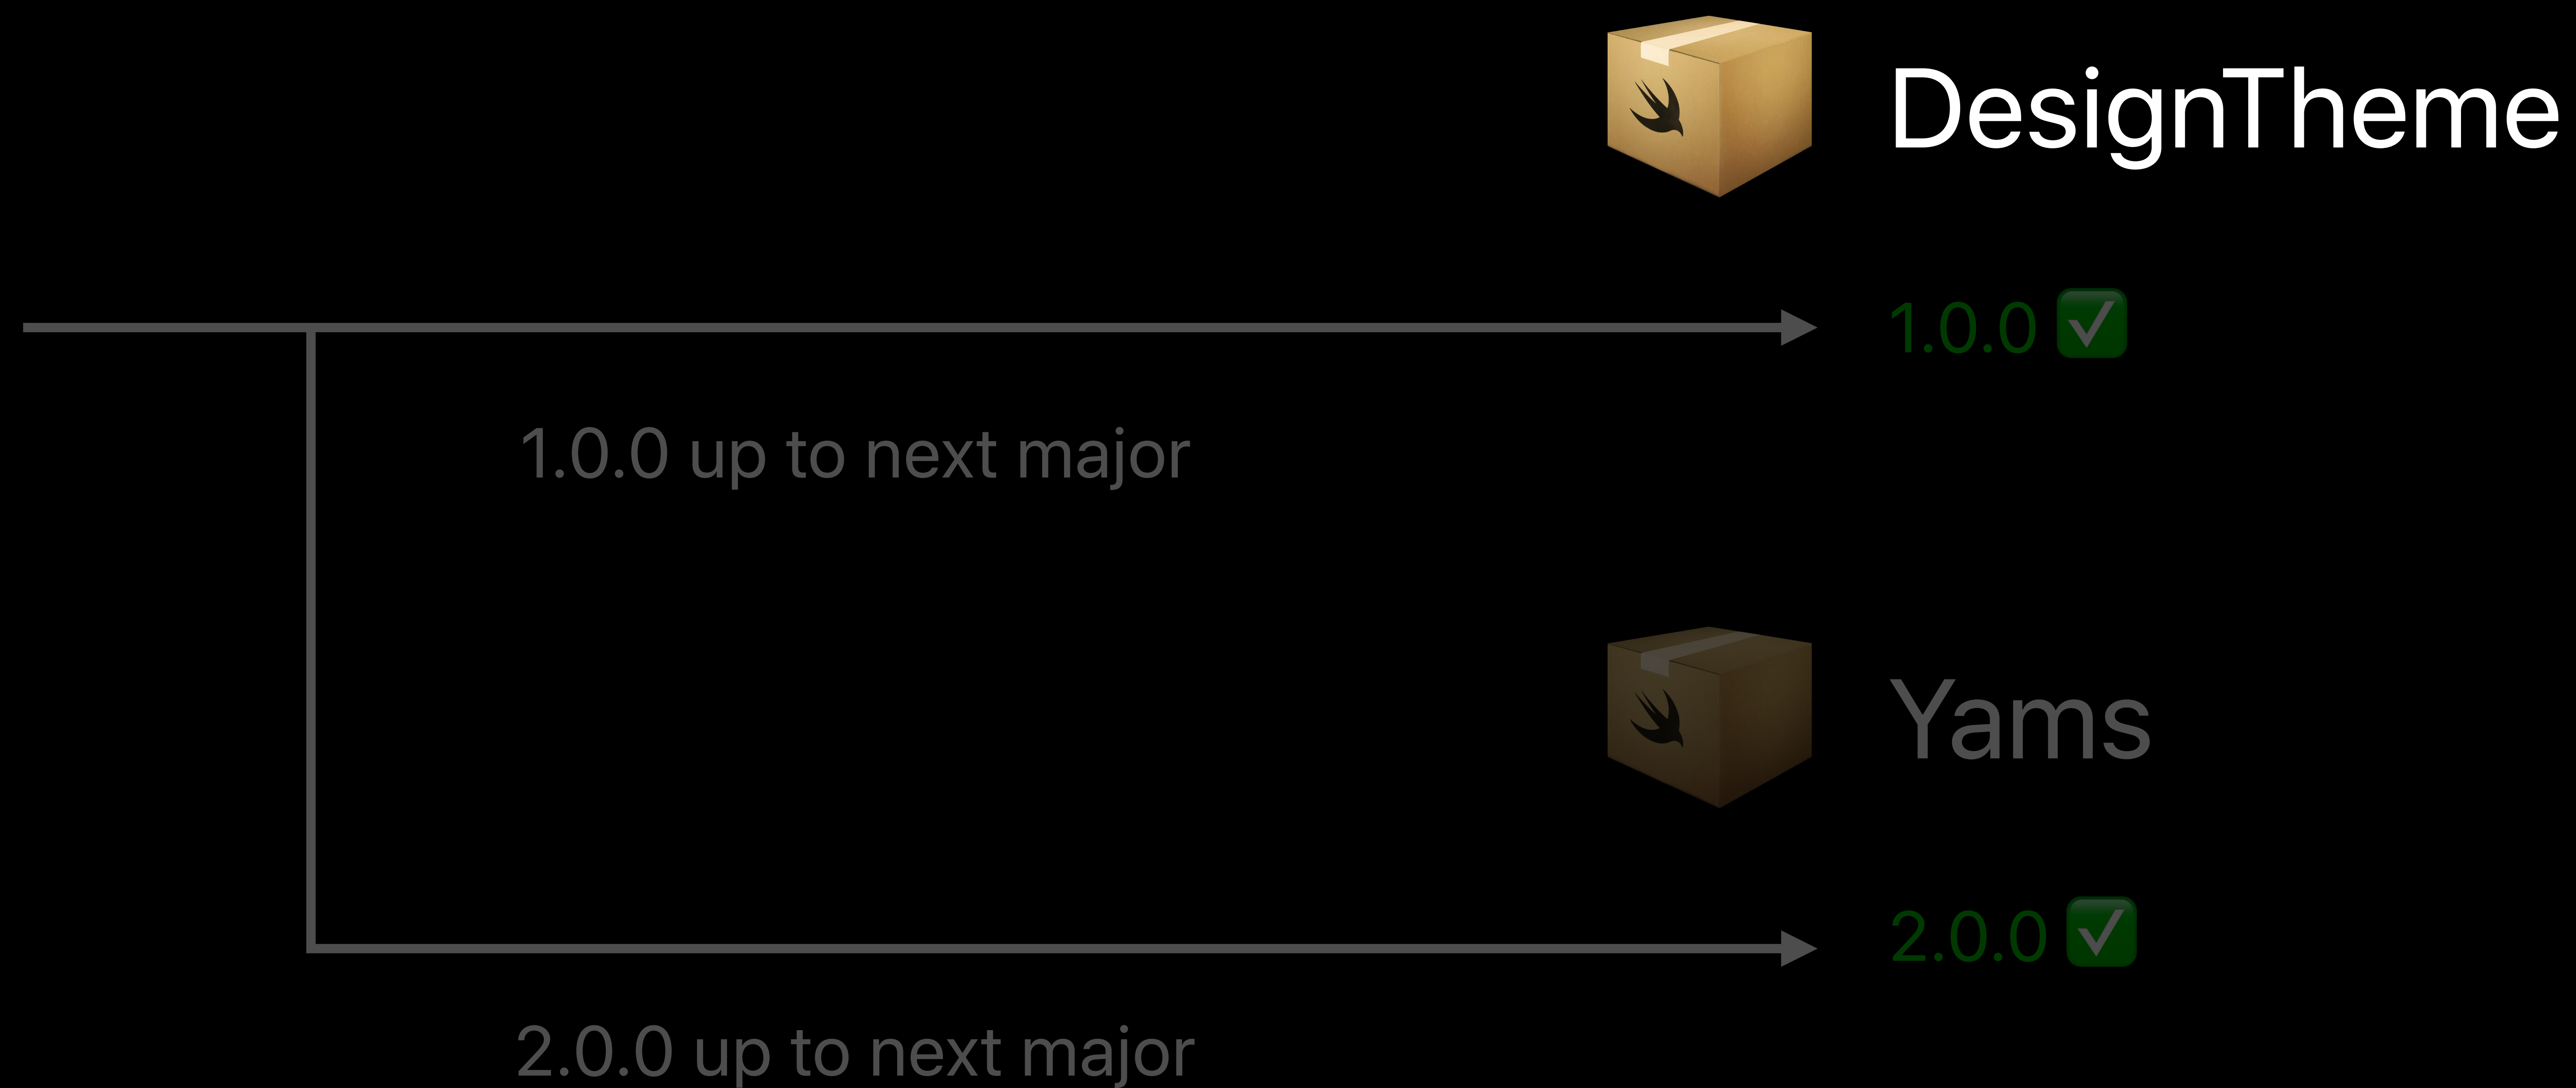 DesignTheme
1.0.0 ✅
1.0.0 up to next major
Yams
2.0.0 ✅
2.0.0 up to next major